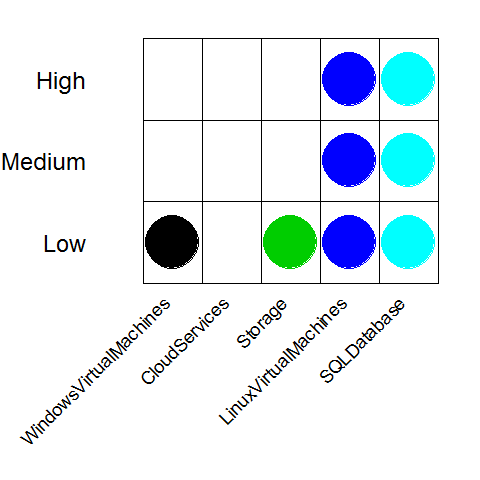 High
Medium
Low
WindowsVirtualMachines
CloudServices
Storage
LinuxVirtualMachines
SQLDatabase